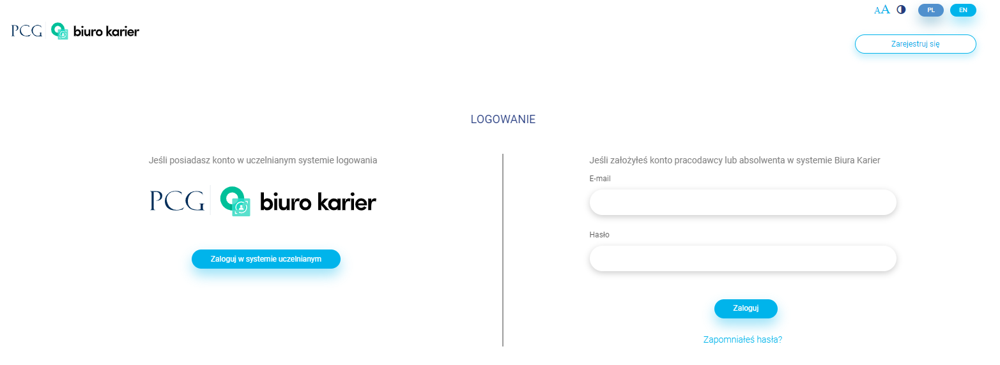 AA PL EN
PCG biuro karier
Zarejestruj się
LOGOWANIE
Jeśli posiadasz konto w uczelnianym systemie logowania
PCG biuro karier
Zaloguj w systemie uczelnianym
Jeśli założyłeś konto pracodawcy lub absolwenta w systemie Biura Karier
E-mail
Hasło
Zaloguj
Zapomniałeś hasła?